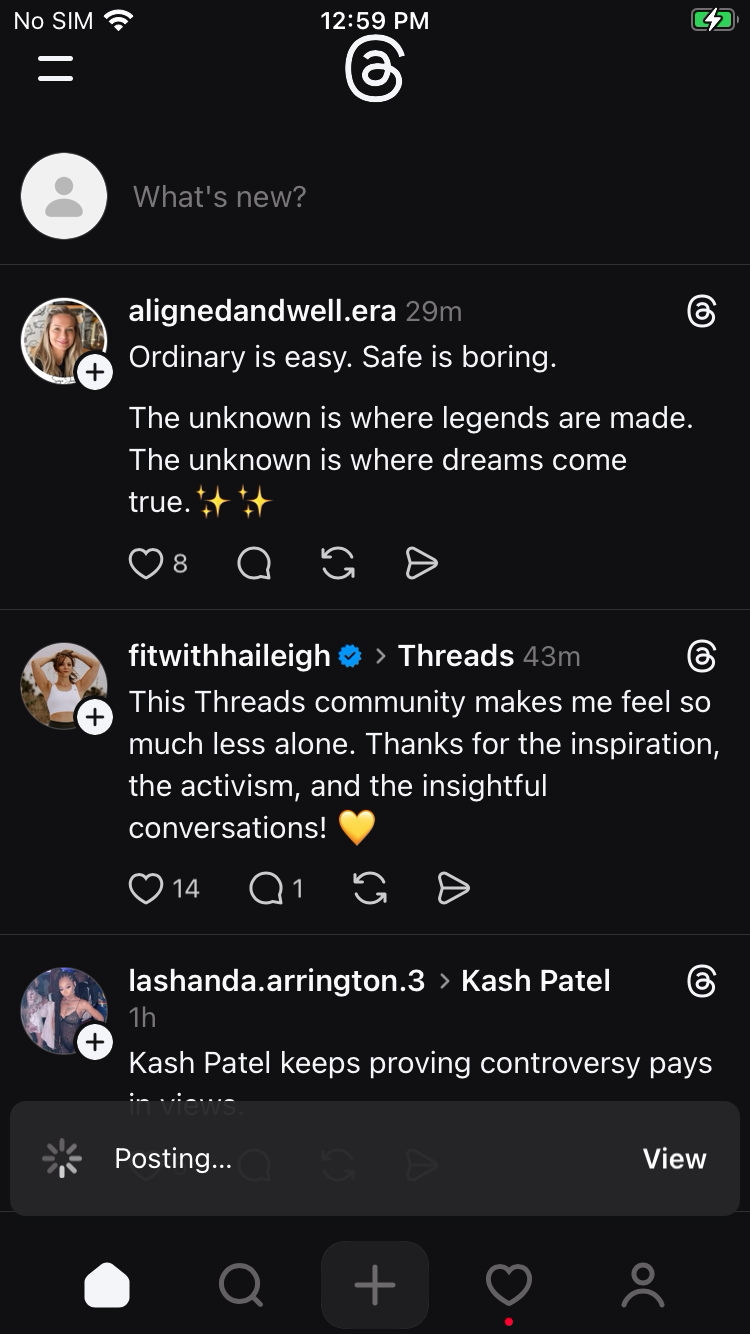 No SIM 12:59 PM
What's new?
alignedandwell.era 29m
Ordinary is easy. Safe is boring.
The unknown is where legends are made.
The unknown is where dreams come
true.✨✨
8
fitwithhaileigh > Threads 43m
This Threads community makes me feel so
much less alone. Thanks for the inspiration,
the activism, and the insightful
conversations! 💛
14 1
lashanda.arrington.3 > Kash Patel
1h
Kash Patel keeps proving controversy pays
in views.
Posting... View